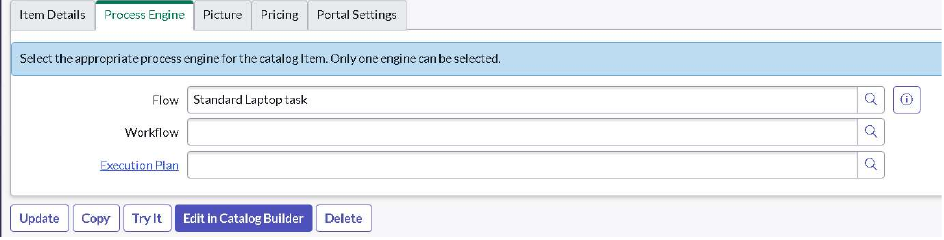 Item Details Process Engine Picture Pricing Portal Settings
Select the appropriate process engine for the catalog Item. Only one engine can be selected.
Flow Standard Laptop task
Workflow
Execution Plan
Update Copy Try It Edit in Catalog Builder Delete